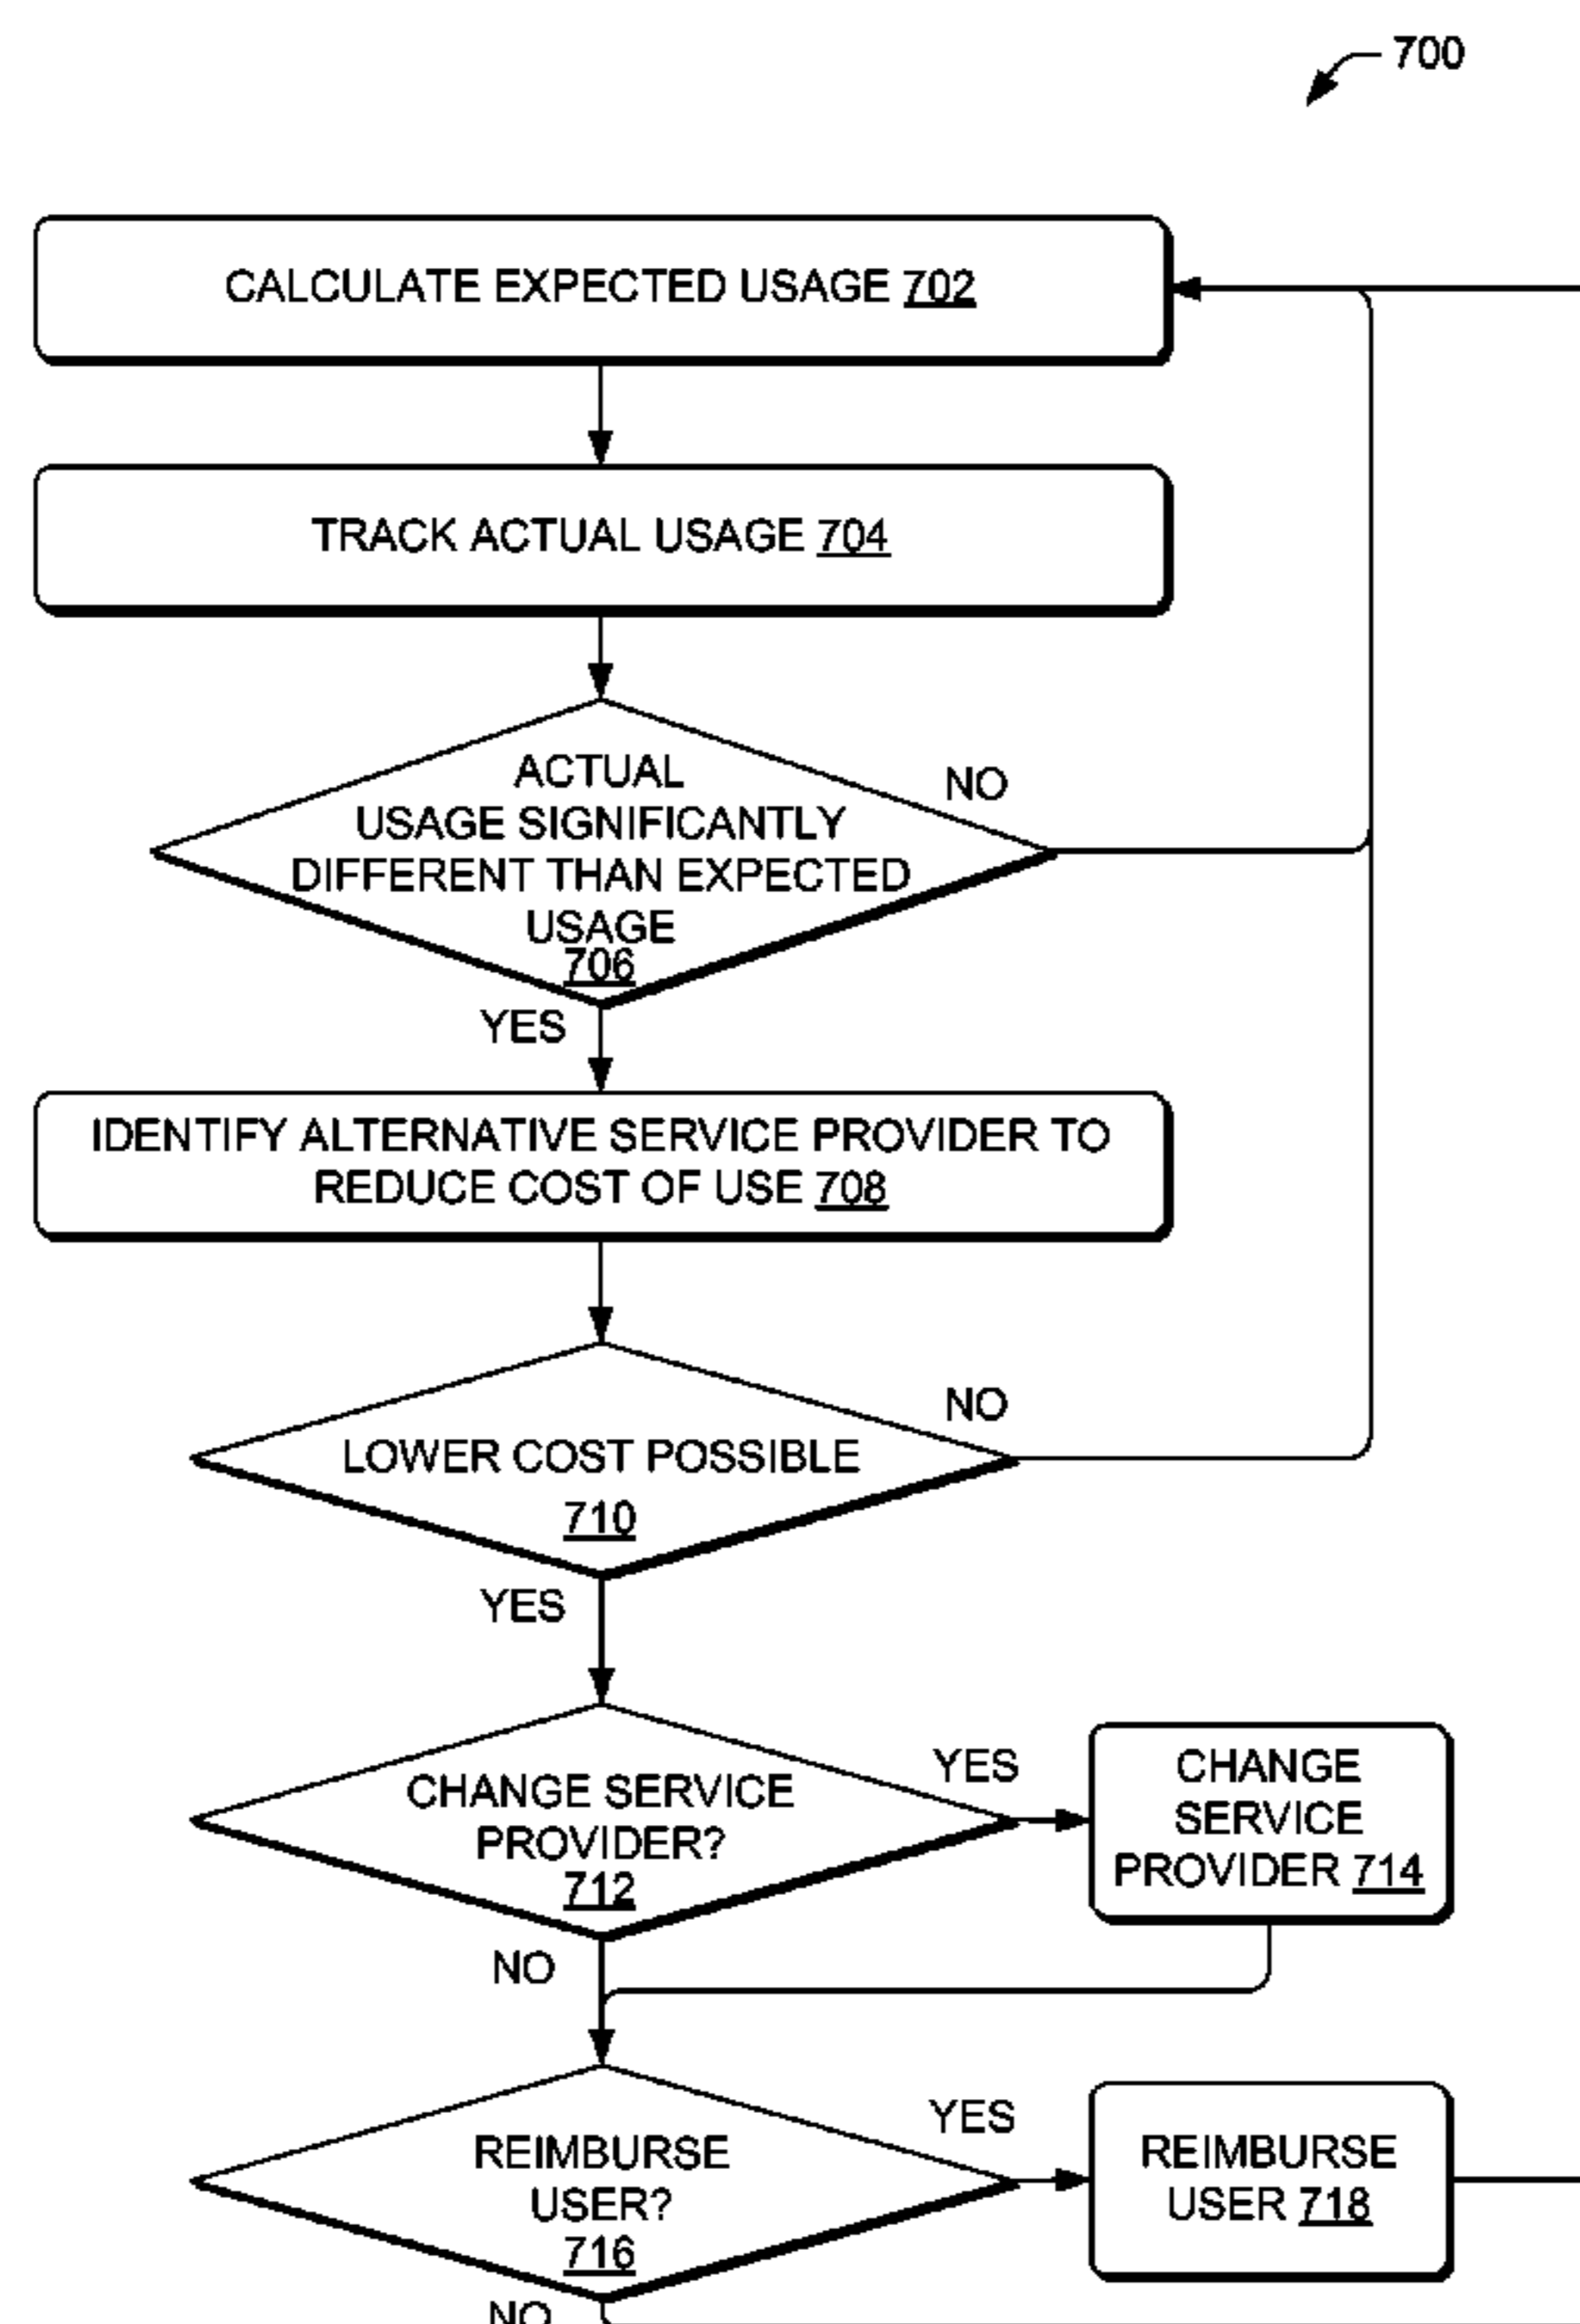 700
CALCULATE EXPECTED USAGE 702
TRACK ACTUAL USAGE 704
ACTUAL
USAGE SIGNIFICANTLY
DIFFERENT THAN EXPECTED
USAGE
706
NO
YES
IDENTIFY ALTERNATIVE SERVICE PROVIDER TO
REDUCE COST OF USE 708
LOWER COST POSSIBLE
710
NO
YES
CHANGE SERVICE
PROVIDER?
712
YES
CHANGE
SERVICE
PROVIDER 714
NO
REIMBURSE
USER?
716
YES
REIMBURSE
USER 718
NO